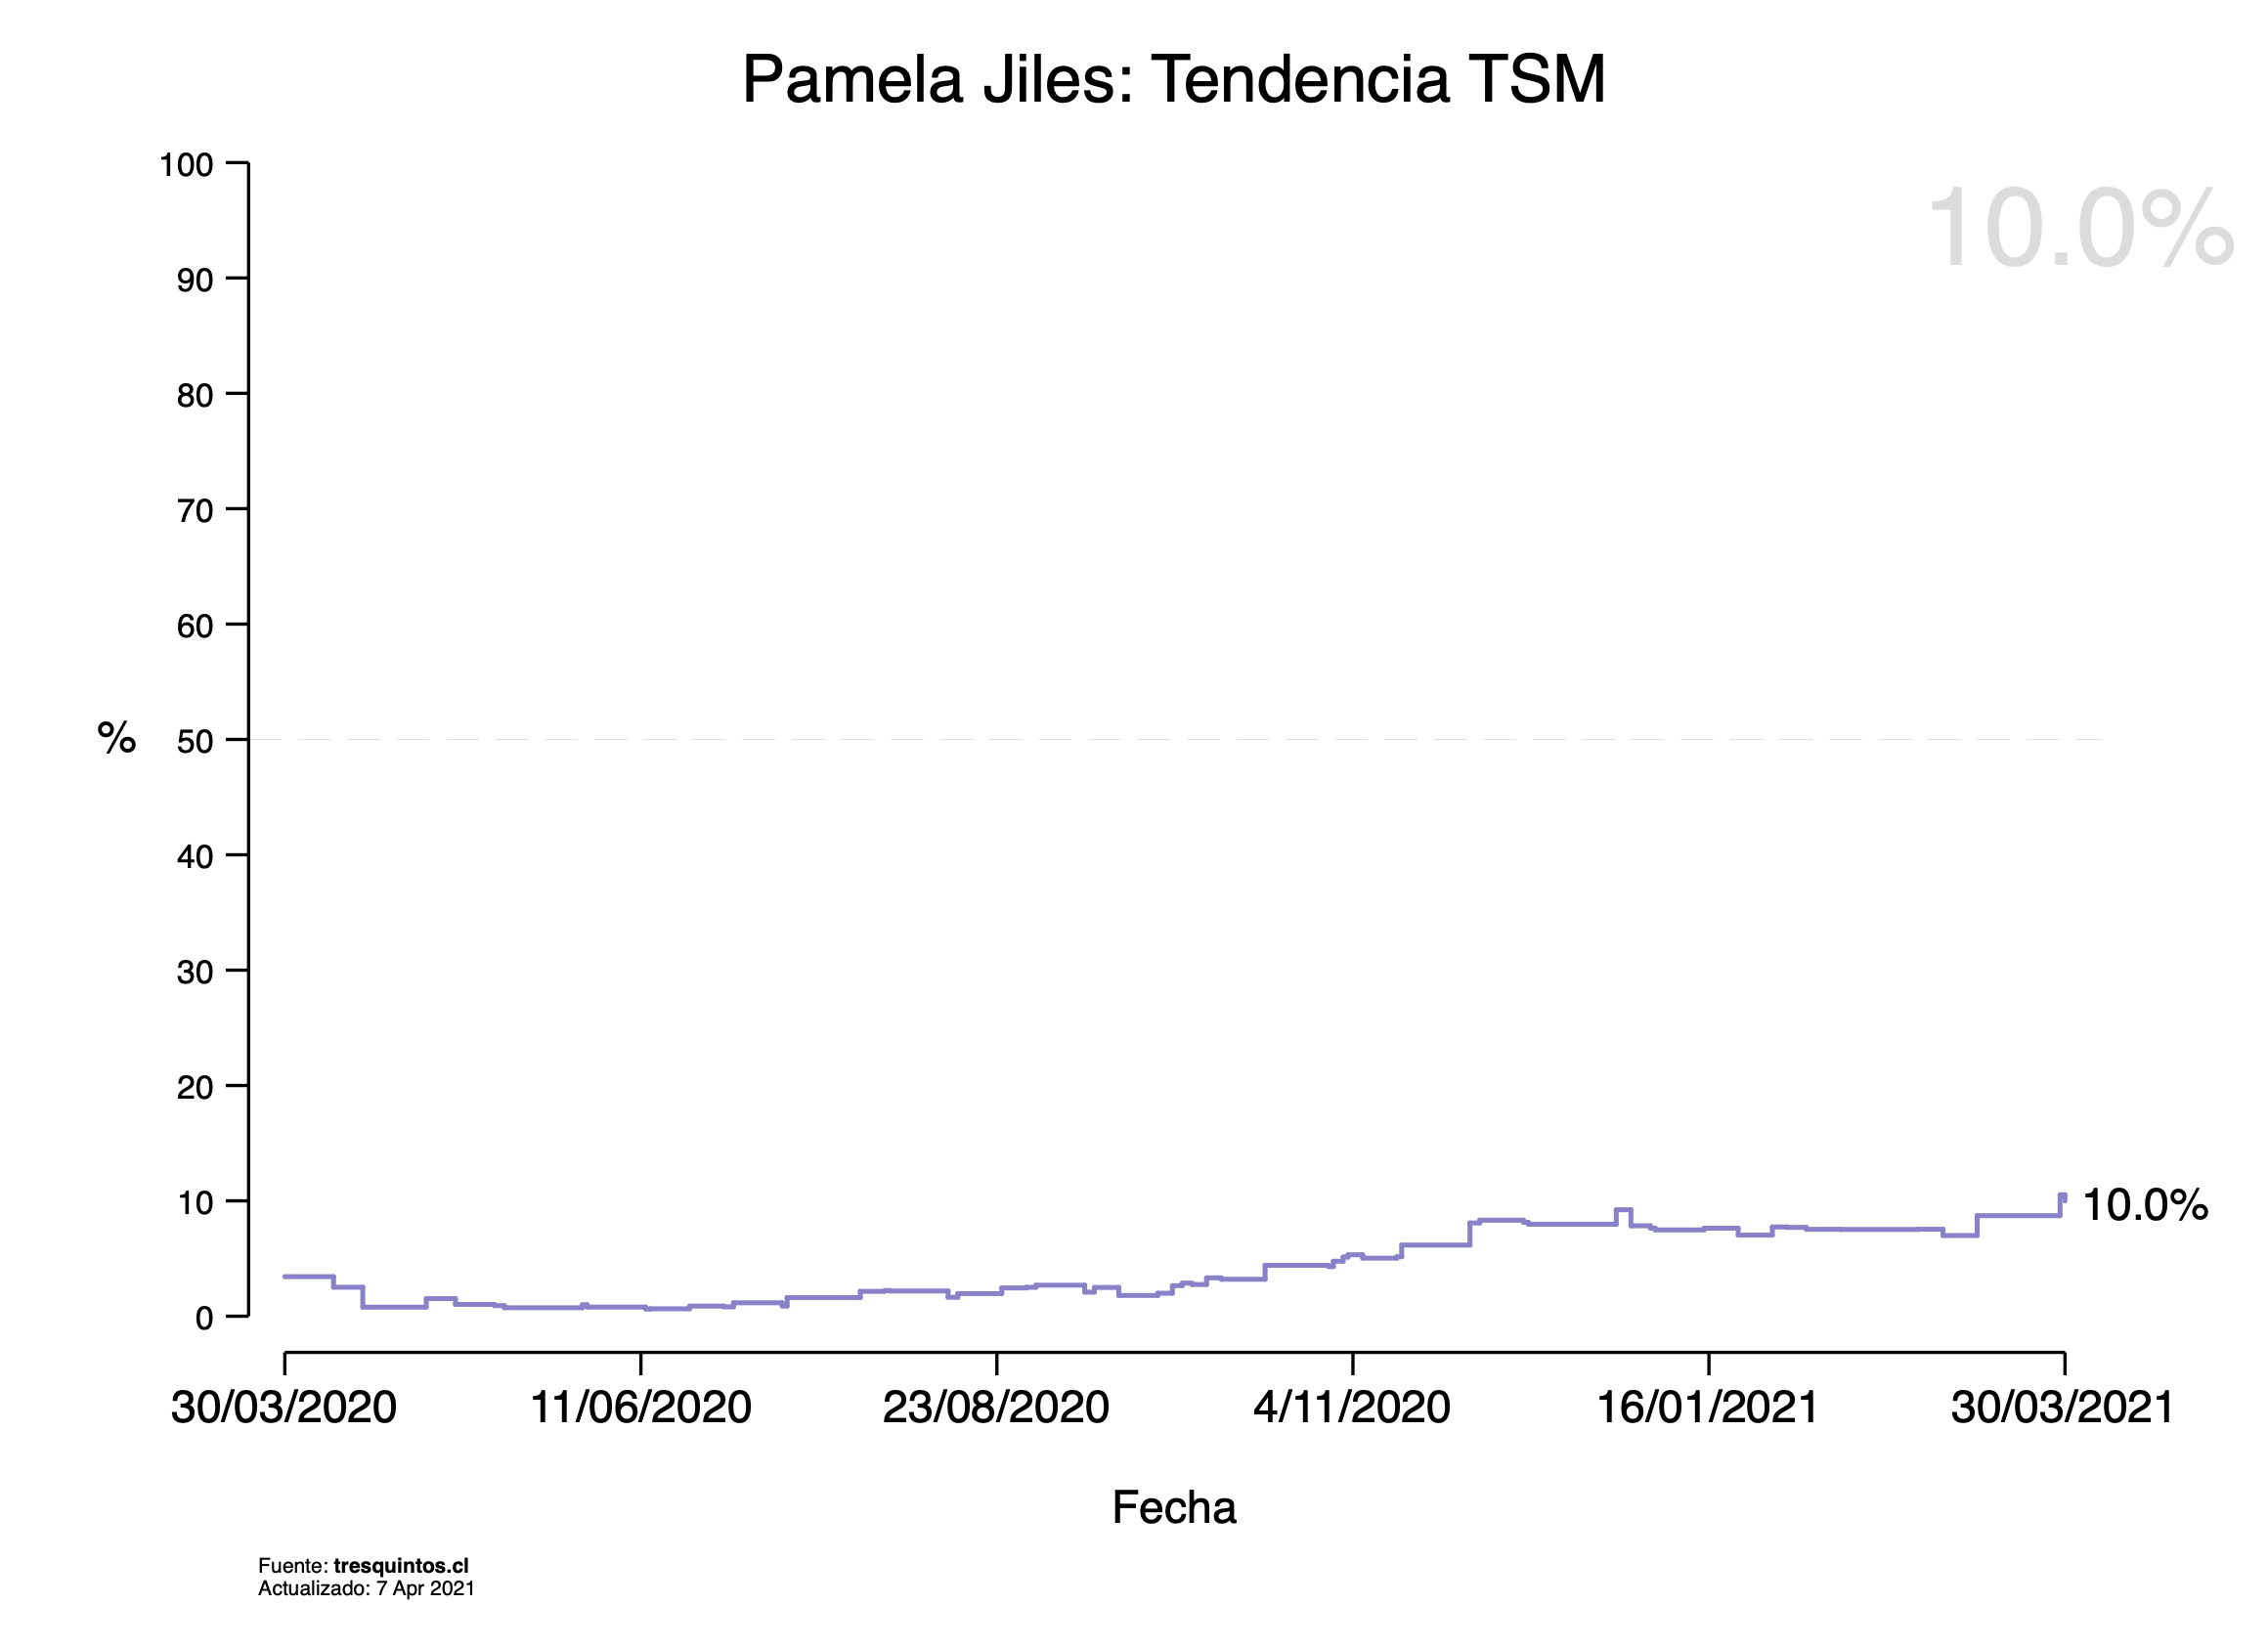 Pamela Jiles: Tendencia TSM
100
10.0%
90
80
70
60
% 50
40
30
20
10
10.0%
0
30/03/2020 11/06/2020 23/08/2020 4/11/2020 16/01/2021 30/03/2021
Fecha
Fuente: tresquintos.cl
Actualizado: 7 Apr 2021